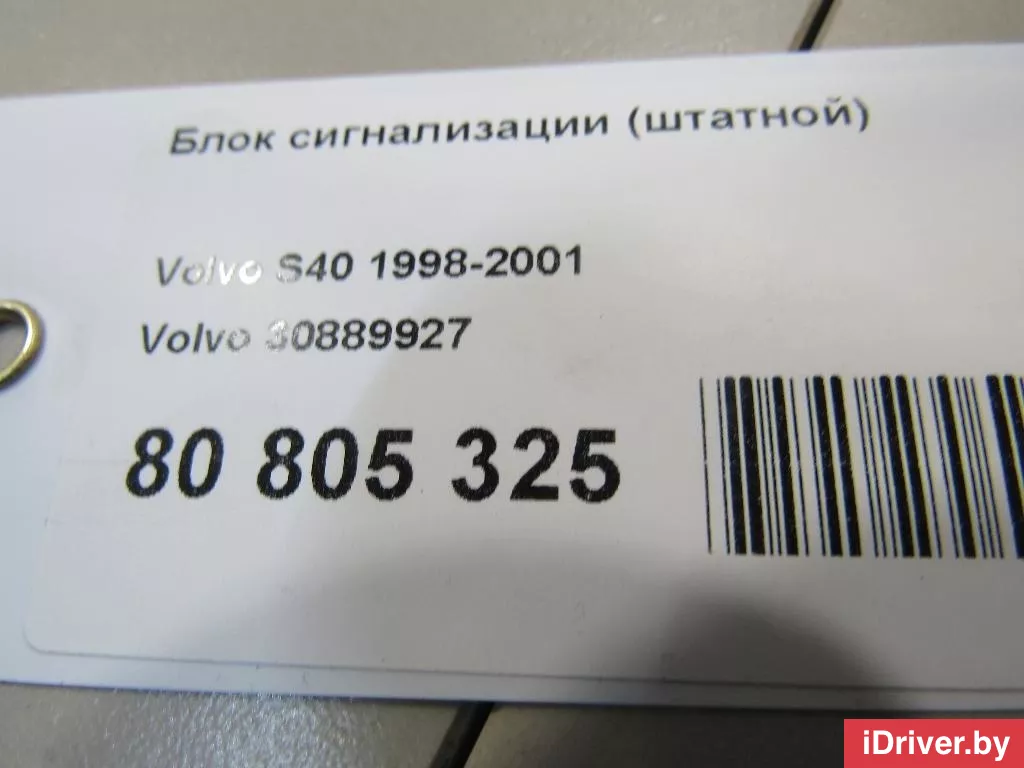 Блок сигнализации (штатной)
Volvo S40 1998-2001
Volvo 30889927
80 805 325
iDriver.by